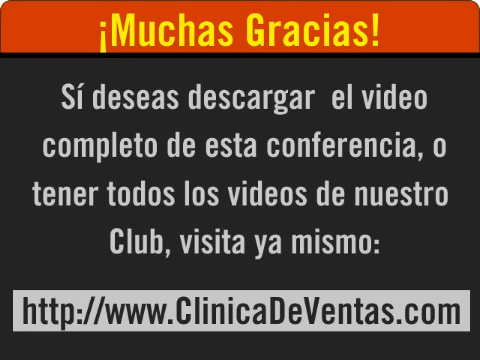 ¡Muchas Gracias!
Sí deseas descargar el video
completo de esta conferencia, o
tener todos los videos de nuestro
Club, visita ya mismo:
http://www.ClinicaDeVentas.com